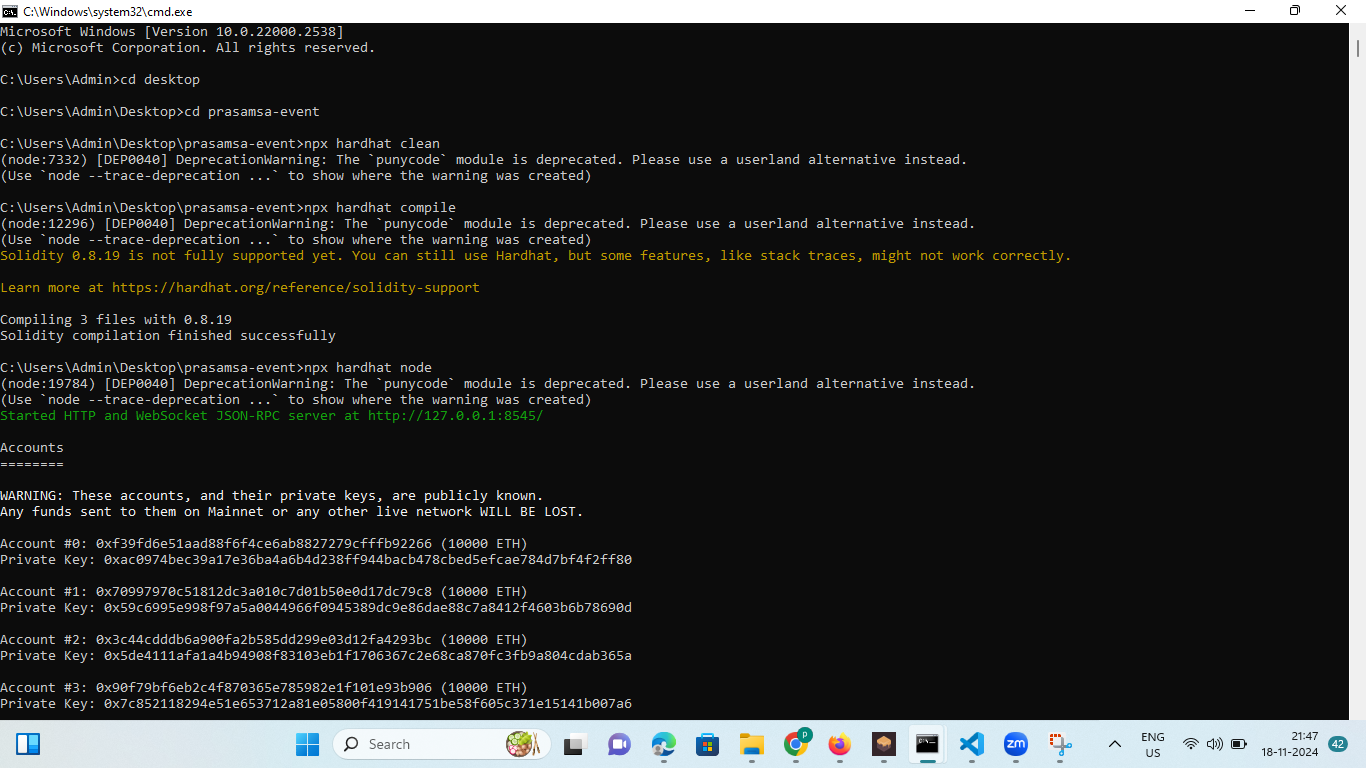 C:\Windows\system32\cmd.exe
Microsoft Windows [Version 10.0.22000.2538]
(c) Microsoft Corporation. All rights reserved.
C:\Users\Admin>cd desktop
C:\Users\Admin\Desktop>cd prasamsa-event
C:\Users\Admin\Desktop\prasamsa-event>npx hardhat clean
(node:7332) [DEP0040] DeprecationWarning: The `punycode` module is deprecated. Please use a userland alternative instead.
(Use `node --trace-deprecation ...` to show where the warning was created)
C:\Users\Admin\Desktop\prasamsa-event>npx hardhat compile
(node:12296) [DEP0040] DeprecationWarning: The `punycode` module is deprecated. Please use a userland alternative instead.
(Use `node --trace-deprecation ...` to show where the warning was created)
Solidity 0.8.19 is not fully supported yet. You can still use Hardhat, but some features, like stack traces, might not work correctly.
Learn more at https://hardhat.org/reference/solidity-support
Compiling 3 files with 0.8.19
Solidity compilation finished successfully
C:\Users\Admin\Desktop\prasamsa-event>npx hardhat node
(node:19784) [DEP0040] DeprecationWarning: The `punycode` module is deprecated. Please use a userland alternative instead.
(Use `node --trace-deprecation ...` to show where the warning was created)
Started HTTP and WebSocket JSON-RPC server at http://127.0.0.1:8545/
Accounts
========
WARNING: These accounts, and their private keys, are publicly known.
Any funds sent to them on Mainnet or any other live network WILL BE LOST.
Account #0: 0xf39fd6e51aad88f6f4ce6ab8827279cfffb92266 (10000 ETH)
Private Key: 0xac0974bec39a17e36ba4a6b4d238ff944bacb478cbed5efcae784d7bf4f2ff80
Account #1: 0x70997970c51812dc3a010c7d01b50e0d17dc79c8 (10000 ETH)
Private Key: 0x59c6995e998f97a5a0044966f0945389dc9e86dae88c7a8412f4603b6b78690d
Account #2: 0x3c44cdddb6a900fa2b585dd299e03d12fa4293bc (10000 ETH)
Private Key: 0x5de4111afa1a4b94908f83103eb1f1706367c2e68ca870fc3fb9a804cdab365a
Account #3: 0x90f79bf6eb2c4f870365e785982e1f101e93b906 (10000 ETH)
Private Key: 0x7c852118294e51e653712a81e05800f419141751be58f605c371e15141b007a6
Search
P
zm
ENG
US
21:47
18-11-2024
42